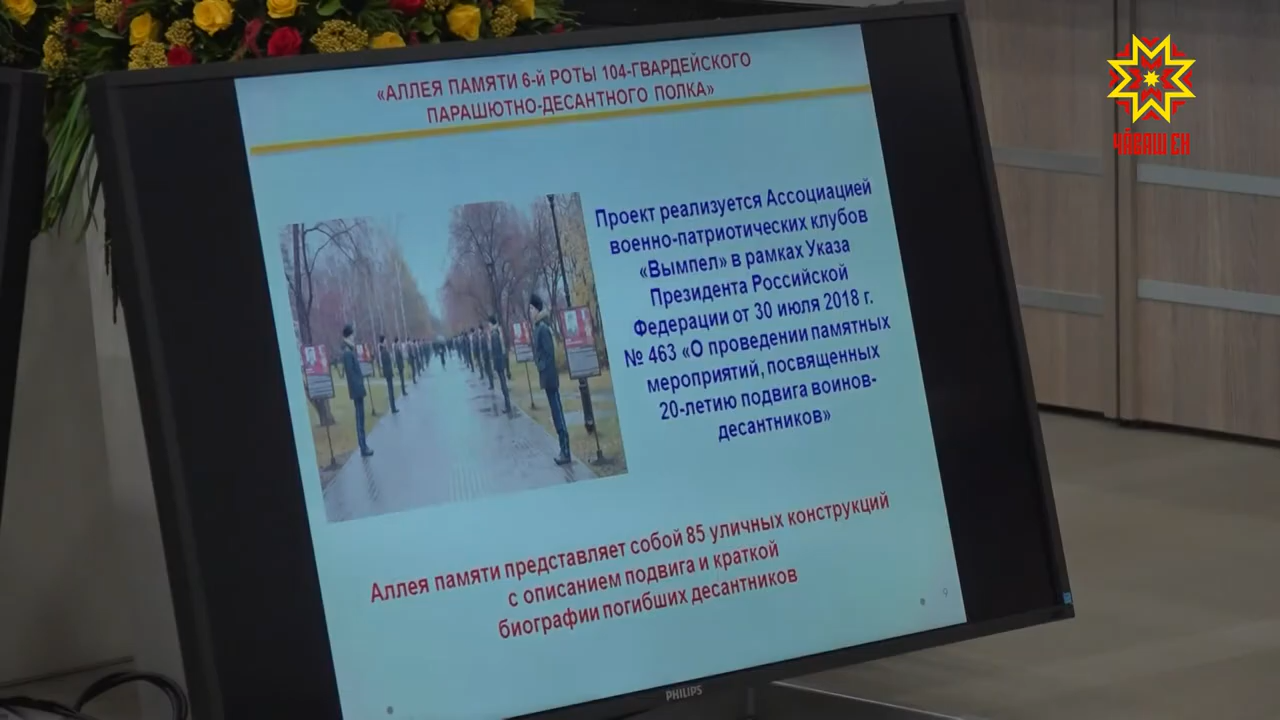 «АЛЛЕЯ ПАМЯТИ 6-й РОТЫ 104-ГВАРДЕЙСКОГО
ПАРАШЮТНО-ДЕСАНТНОГО ПОЛКА»
ЧӐВАШ ЕН
Проект реализуется Ассоциацией
военно-патриотических клубов
«Вымпел» в рамках Указа
Президента Российской
Федерации от 30 июля 2018 г.
№ 463 «О проведении памятных
мероприятий, посвященных
20-летию подвига воинов-
десантников»
Аллея памяти представляет собой 85 уличных конструкций
с описанием подвига и краткой
биографии погибших десантников
9
PHILIPS